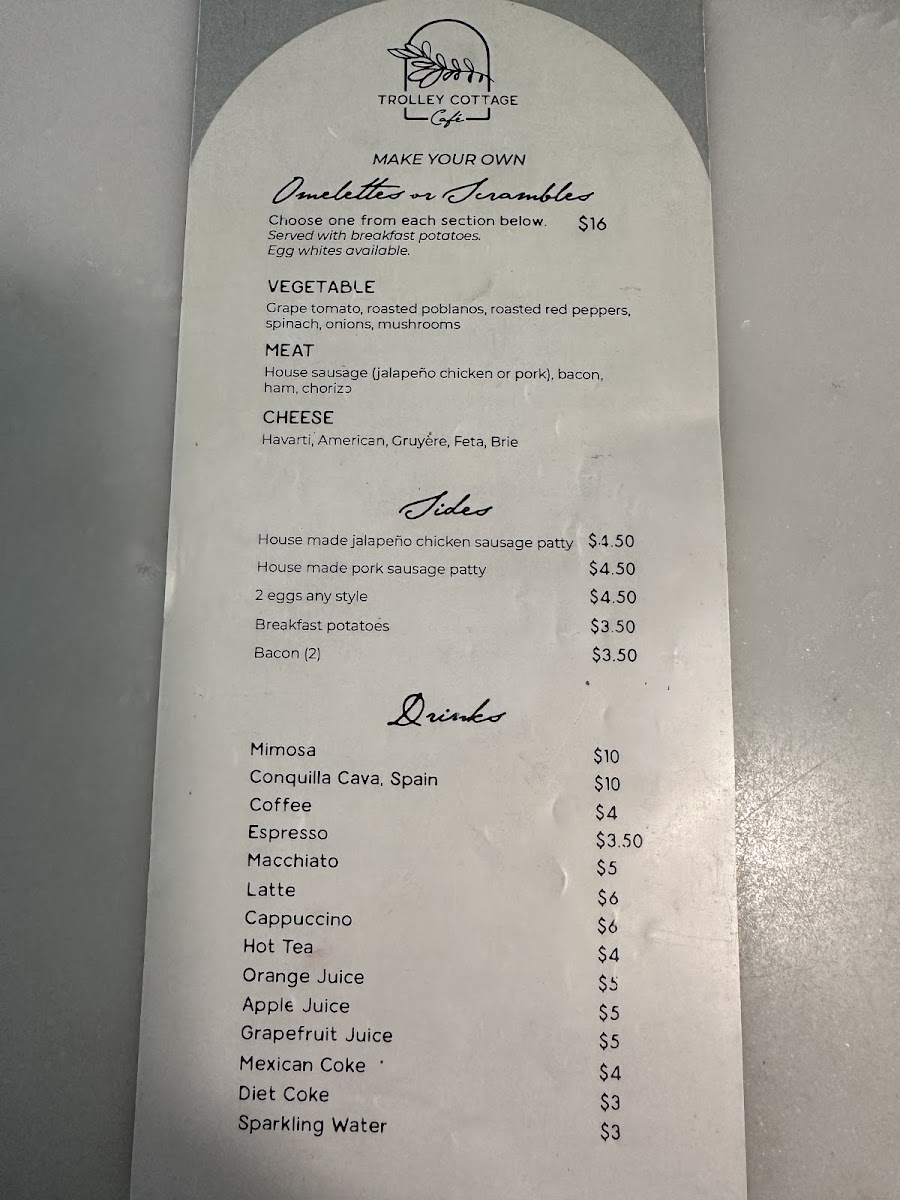 TROLLEY COTTAGE
Café
MAKE YOUR OWN
Omelettes or Scrambles
Choose one from each section below. $16
Served with breakfast potatoes.
Egg whites available.
VEGETABLE
Grape tomato, roasted poblanos, roasted red peppers,
spinach, onions, mushrooms
MEAT
House sausage (jalapeño chicken or pork), bacon,
ham, chorizo
CHEESE
Havarti, American, Gruyére, Feta, Brie
Sides
House made jalapeño chicken sausage patty $4.50
House made pork sausage patty $4.50
2 eggs any style $4.50
Breakfast potatoes $3.50
Bacon (2) $3.50
Drinks
Mimosa $10
Conquilla Cava, Spain $10
Coffee $4
Espresso $3.50
Macchiato $5
Latte $6
Cappuccino $6
Hot Tea $4
Orange Juice $5
Apple Juice $5
Grapefruit Juice $5
Mexican Coke $4
Diet Coke $3
Sparkling Water $3